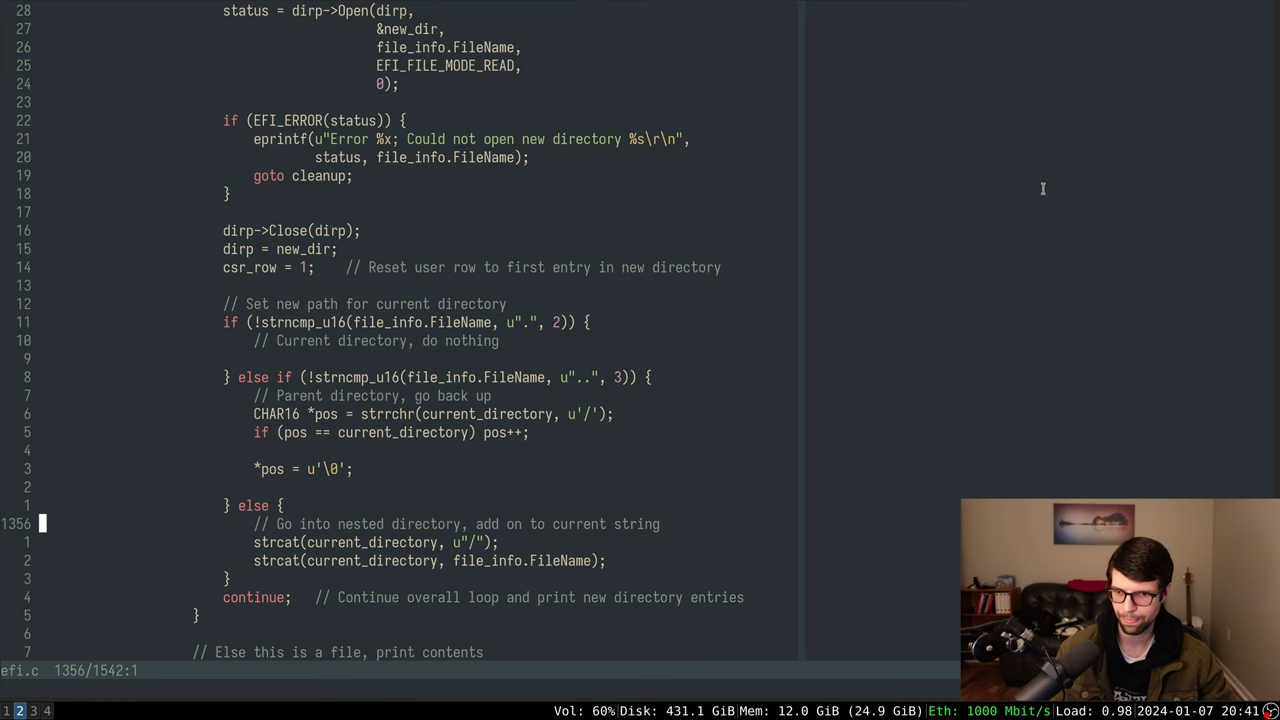 28                         status = dirp->Open(dirp,
27                                             &new_dir,
26                                             file_info.FileName,
25                                             EFI_FILE_MODE_READ,
24                                             0);
23
22                         if (EFI_ERROR(status)) {
21                             eprintf(u"Error %x; Could not open new directory %s\r\n",
20                                     status, file_info.FileName);
19                             goto cleanup;
18                         }
17
16                         dirp->Close(dirp);
15                         dirp = new_dir;
14                         csr_row = 1;    // Reset user row to first entry in new directory
13
12                         // Set new path for current directory
11                         if (!strncmp_u16(file_info.FileName, u".", 2)) {
10                             // Current directory, do nothing
9
8                         } else if (!strncmp_u16(file_info.FileName, u"..", 3)) {
7                             // Parent directory, go back up
6                             CHAR16 *pos = strrchr(current_directory, u'/');
5                             if (pos == current_directory) pos++;
4
3                             *pos = u'\0';
2
1                         } else {
1356                             // Go into nested directory, add on to current string
1                             strcat(current_directory, u"/");
2                             strcat(current_directory, file_info.FileName);
3                         }
4                         continue;   // Continue overall loop and print new directory entries
5                     }
6
7                     // Else this is a file, print contents
efi.c  1356/1542:1
1 2 3 4 Vol: 60%|Disk: 431.1 GiB|Mem: 12.0 GiB (24.9 GiB)|Eth: 1000 Mbit/s|Load: 0.98|2024-01-07 20:41